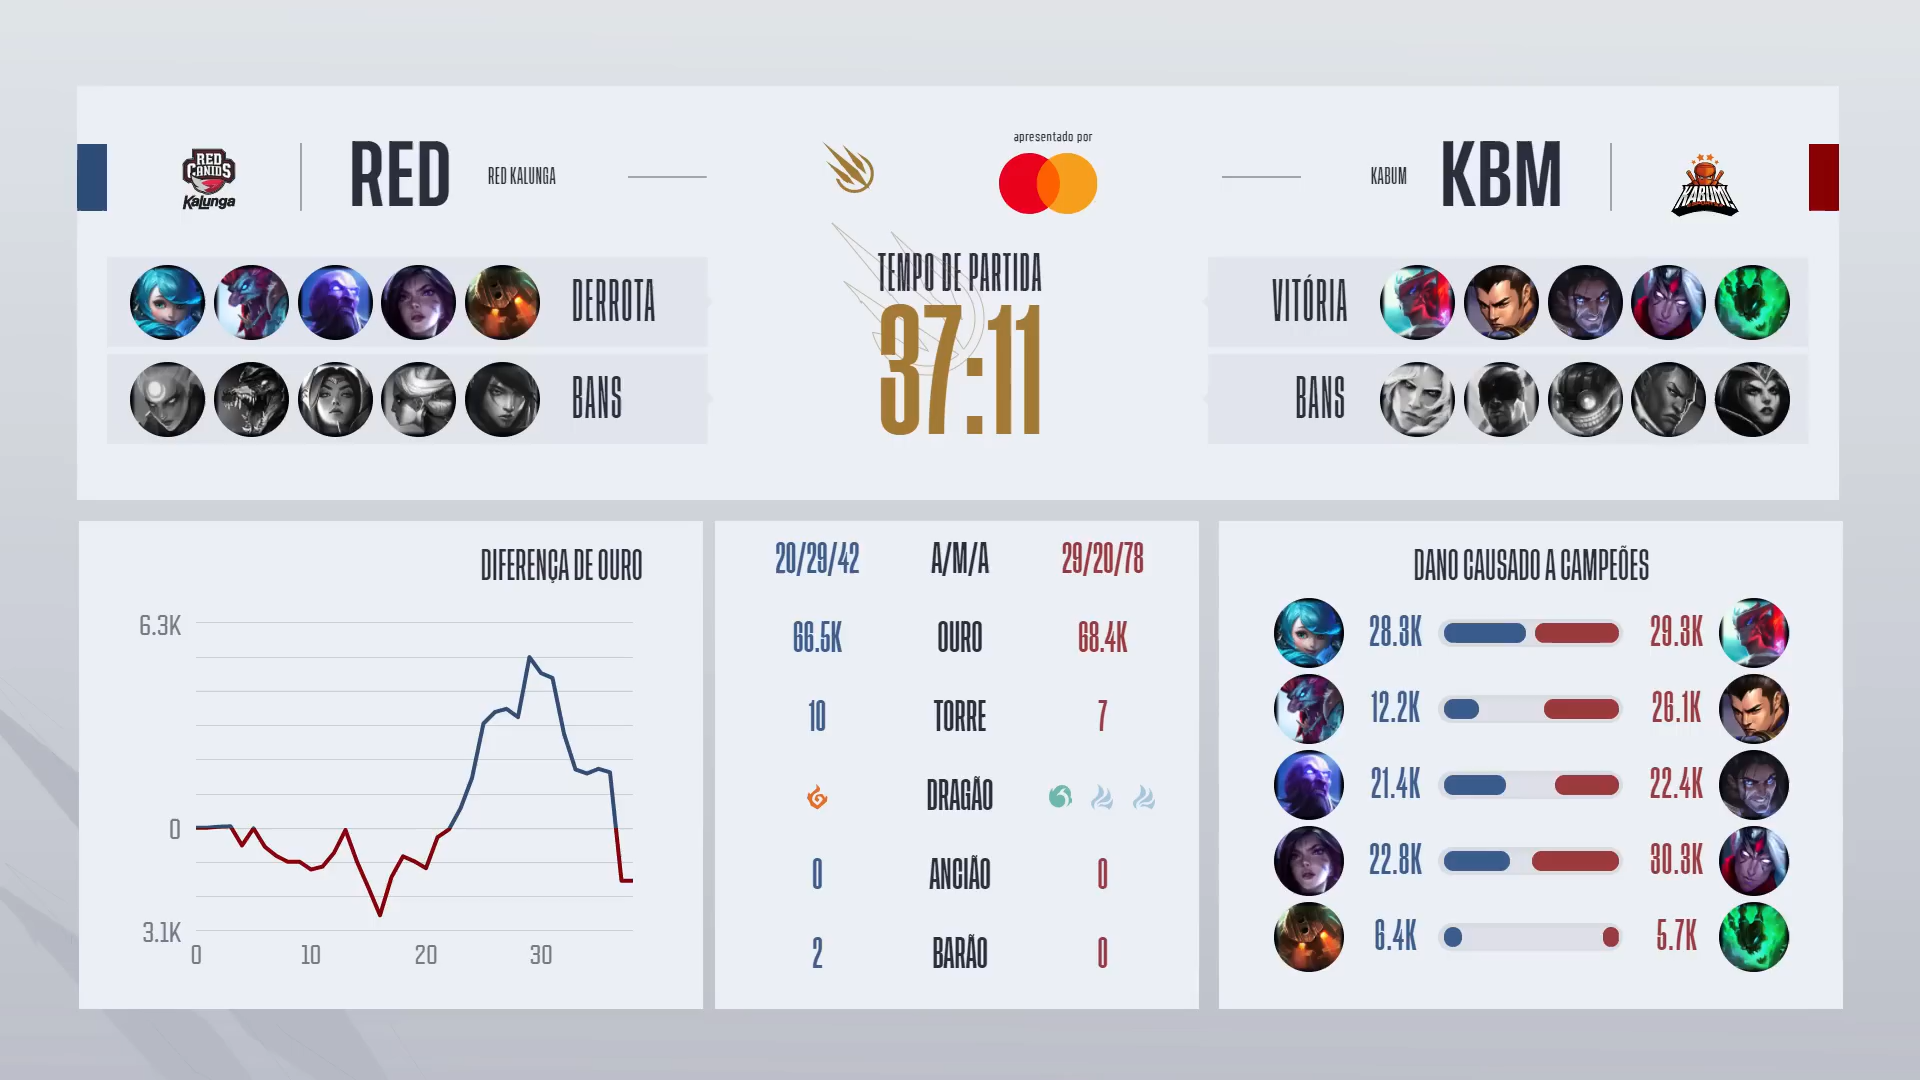 apresentado por
RED CANIDS Kalunga
RED
RED KALUNGA
KABUM
KBM
KABUM!
TEMPO DE PARTIDA
37:11
DERROTA
VITÓRIA
BANS
BANS
DIFERENÇA DE OURO
6.3K
0
3.1K
0 10 20 30
20/29/42 A/M/A 29/20/78
66.5K OURO 68.4K
10 TORRE 7
DRAGÃO
0 ANCIÃO 0
2 BARÃO 0
DANO CAUSADO A CAMPEÕES
28.3K 29.3K
12.2K 26.1K
21.4K 22.4K
22.8K 30.3K
6.4K 5.7K